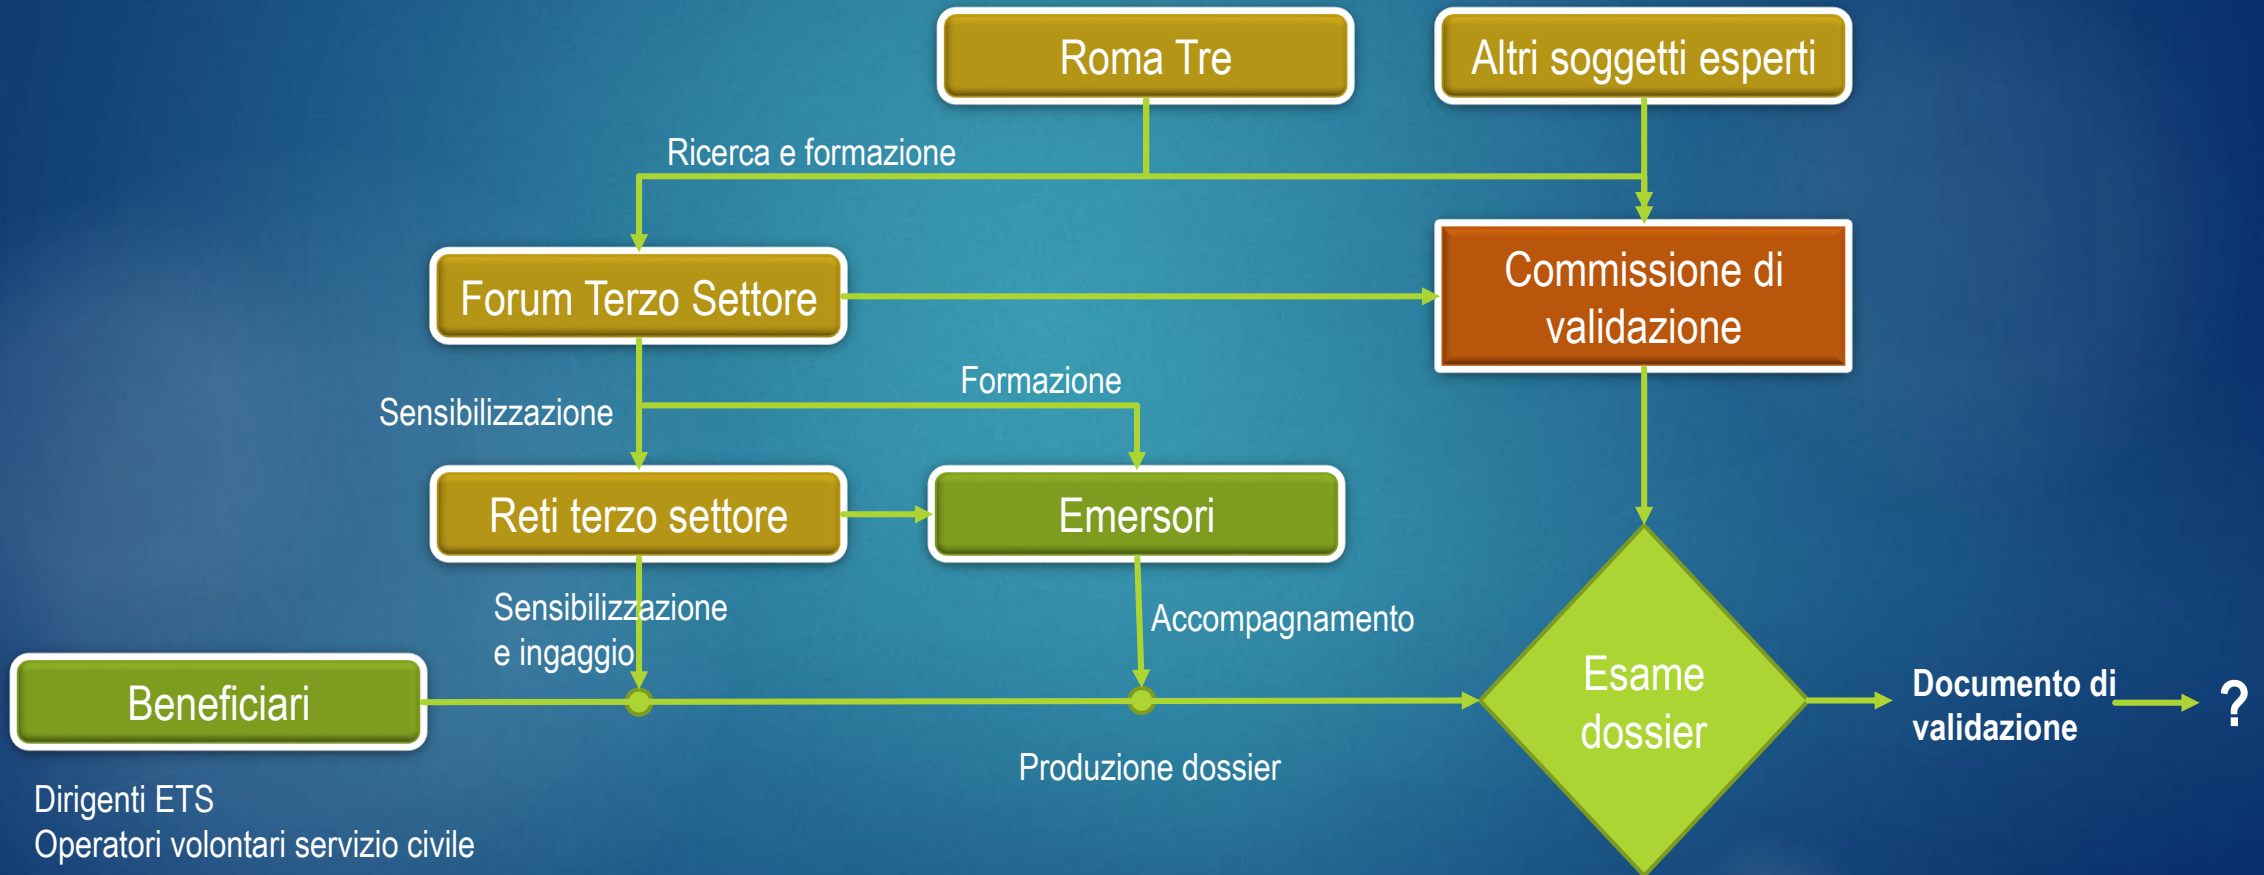 Roma Tre
Altri soggetti esperti
Ricerca e formazione
Forum Terzo Settore
Commissione di
validazione
Formazione
Sensibilizzazione
Reti terzo settore
Emersori
Sensibilizzazione
e ingaggio
Accompagnamento
Beneficiari
Esame
dossier
Documento di
validazione
?
Produzione dossier
Dirigenti ETS
Operatori volontari servizio civile